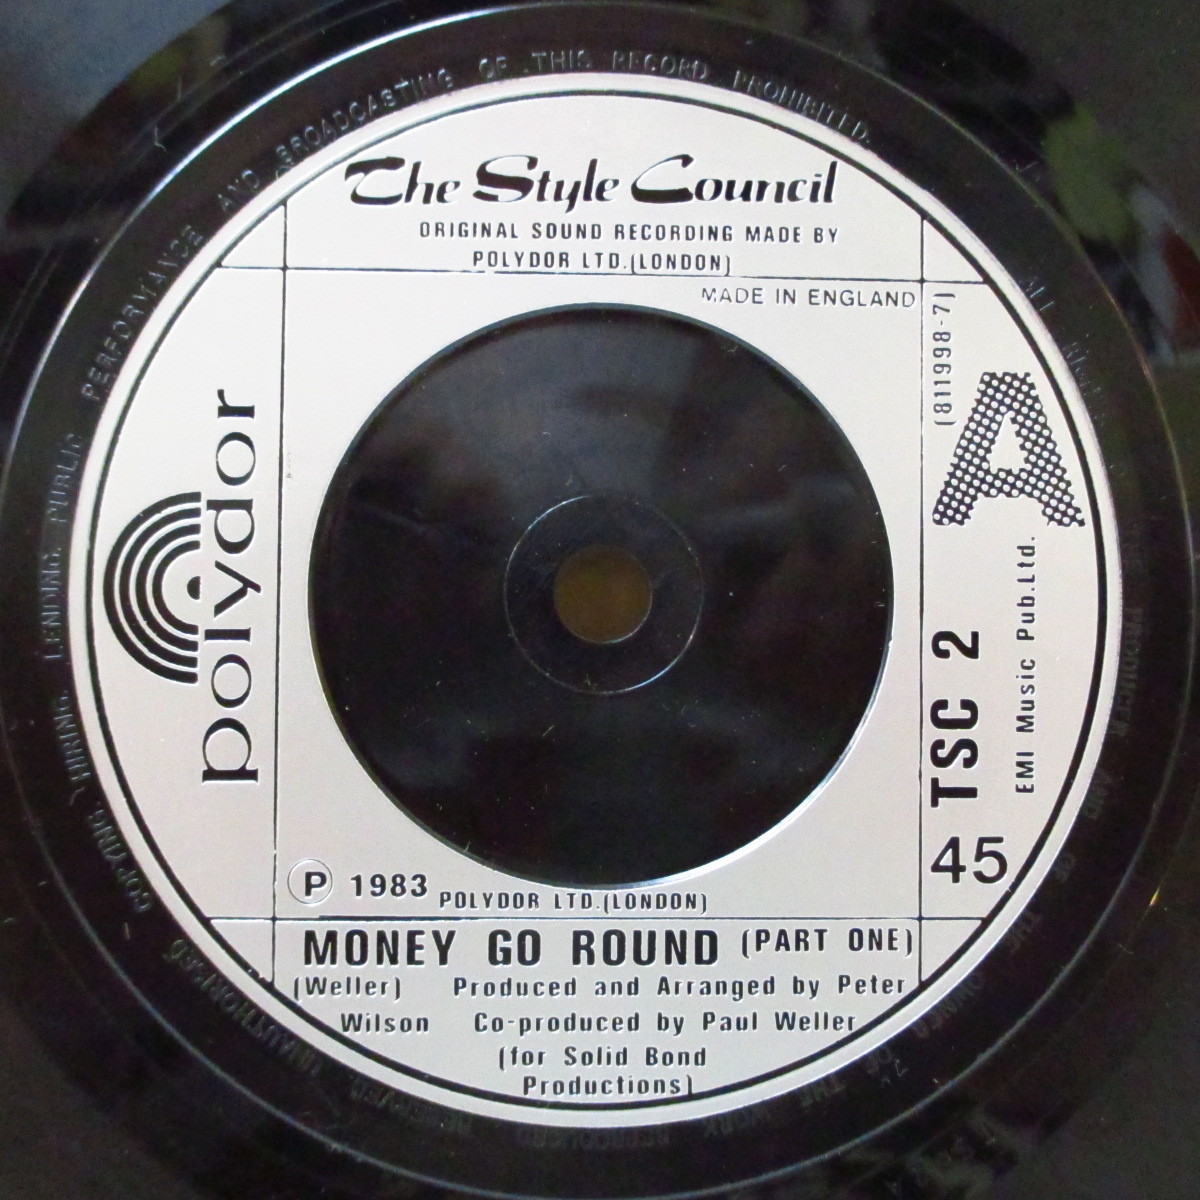 The Style Council
ORIGINAL SOUND RECORDING MADE BY
POLYDOR LTD.(LONDON)
MADE IN ENGLAND
(811998-7)
A
polydor
TSC 2
EMI Music Pub.Ltd.
45
P 1983 POLYDOR LTD.(LONDON)
MONEY GO ROUND (PART ONE)
(Weller) Produced and Arranged by Peter
Wilson Co-produced by Paul Weller
(for Solid Bond
Productions)
UNAUTHORISED COPYING, HIRING, LENDING, PUBLIC PERFORMANCE AND BROADCASTING OF THIS RECORD PROHIBITED.